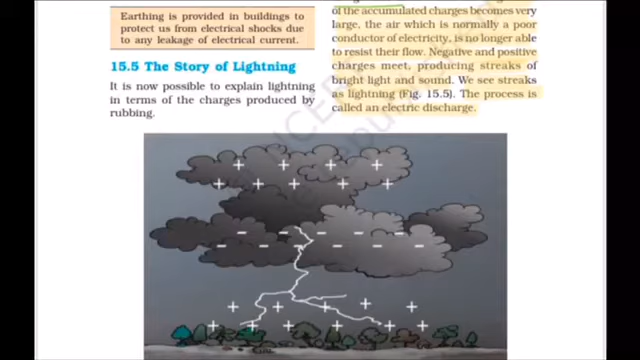 Earthing is provided in buildings to
protect us from electrical shocks due
to any leakage of electrical current.
15.5 The Story of Lightning
It is now possible to explain lightning
in terms of the charges produced by
rubbing.
of the accumulated charges becomes very
large, the air which is normally a poor
conductor of electricity, is no longer able
to resist their flow. Negative and positive
charges meet, producing streaks of
bright light and sound. We see streaks
as lightning (Fig. 15.5). The process is
called an electric discharge.
+ + + +
+ + + + +
− − − − −
− − − − − −
+ + + + +
+ + + + + +